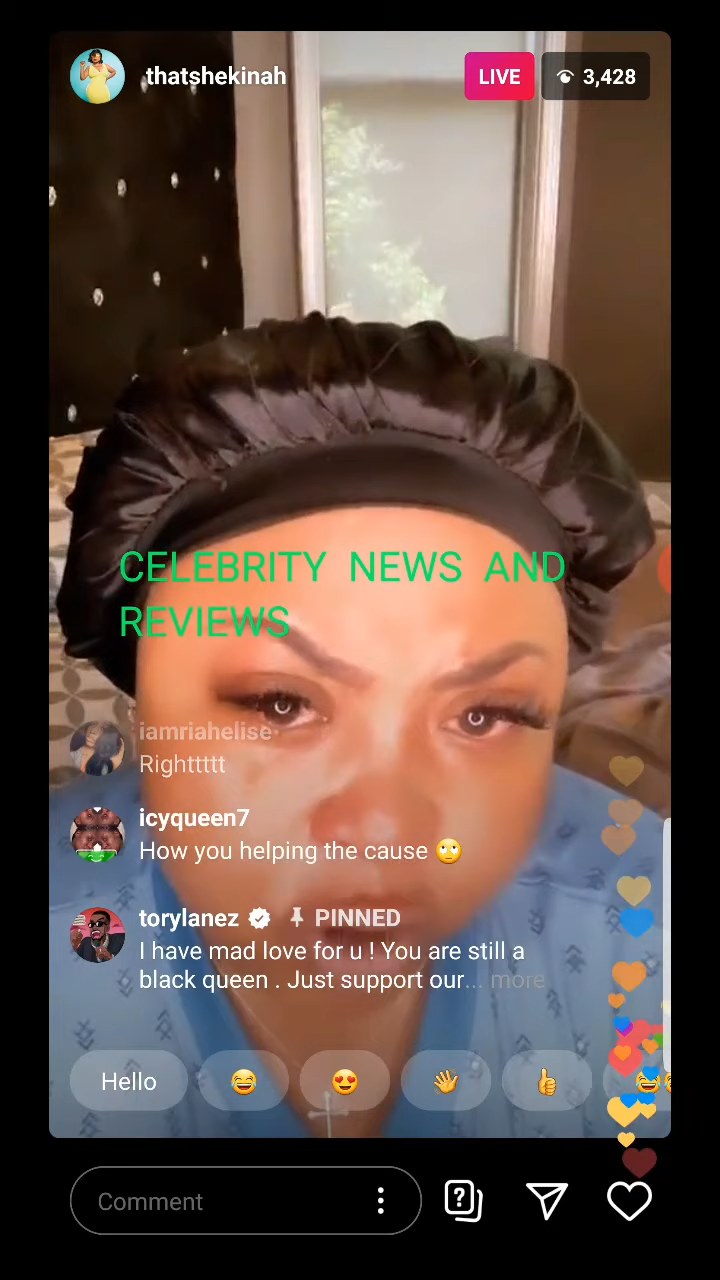 thatshekinah
LIVE
3,428
CELEBRITY NEWS AND
REVIEWS
iamriahelise
Righttttt
icyqueen7
How you helping the cause 🙄
torylanez PINNED
I have mad love for u ! You are still a
black queen . Just support our... more
Hello
Comment